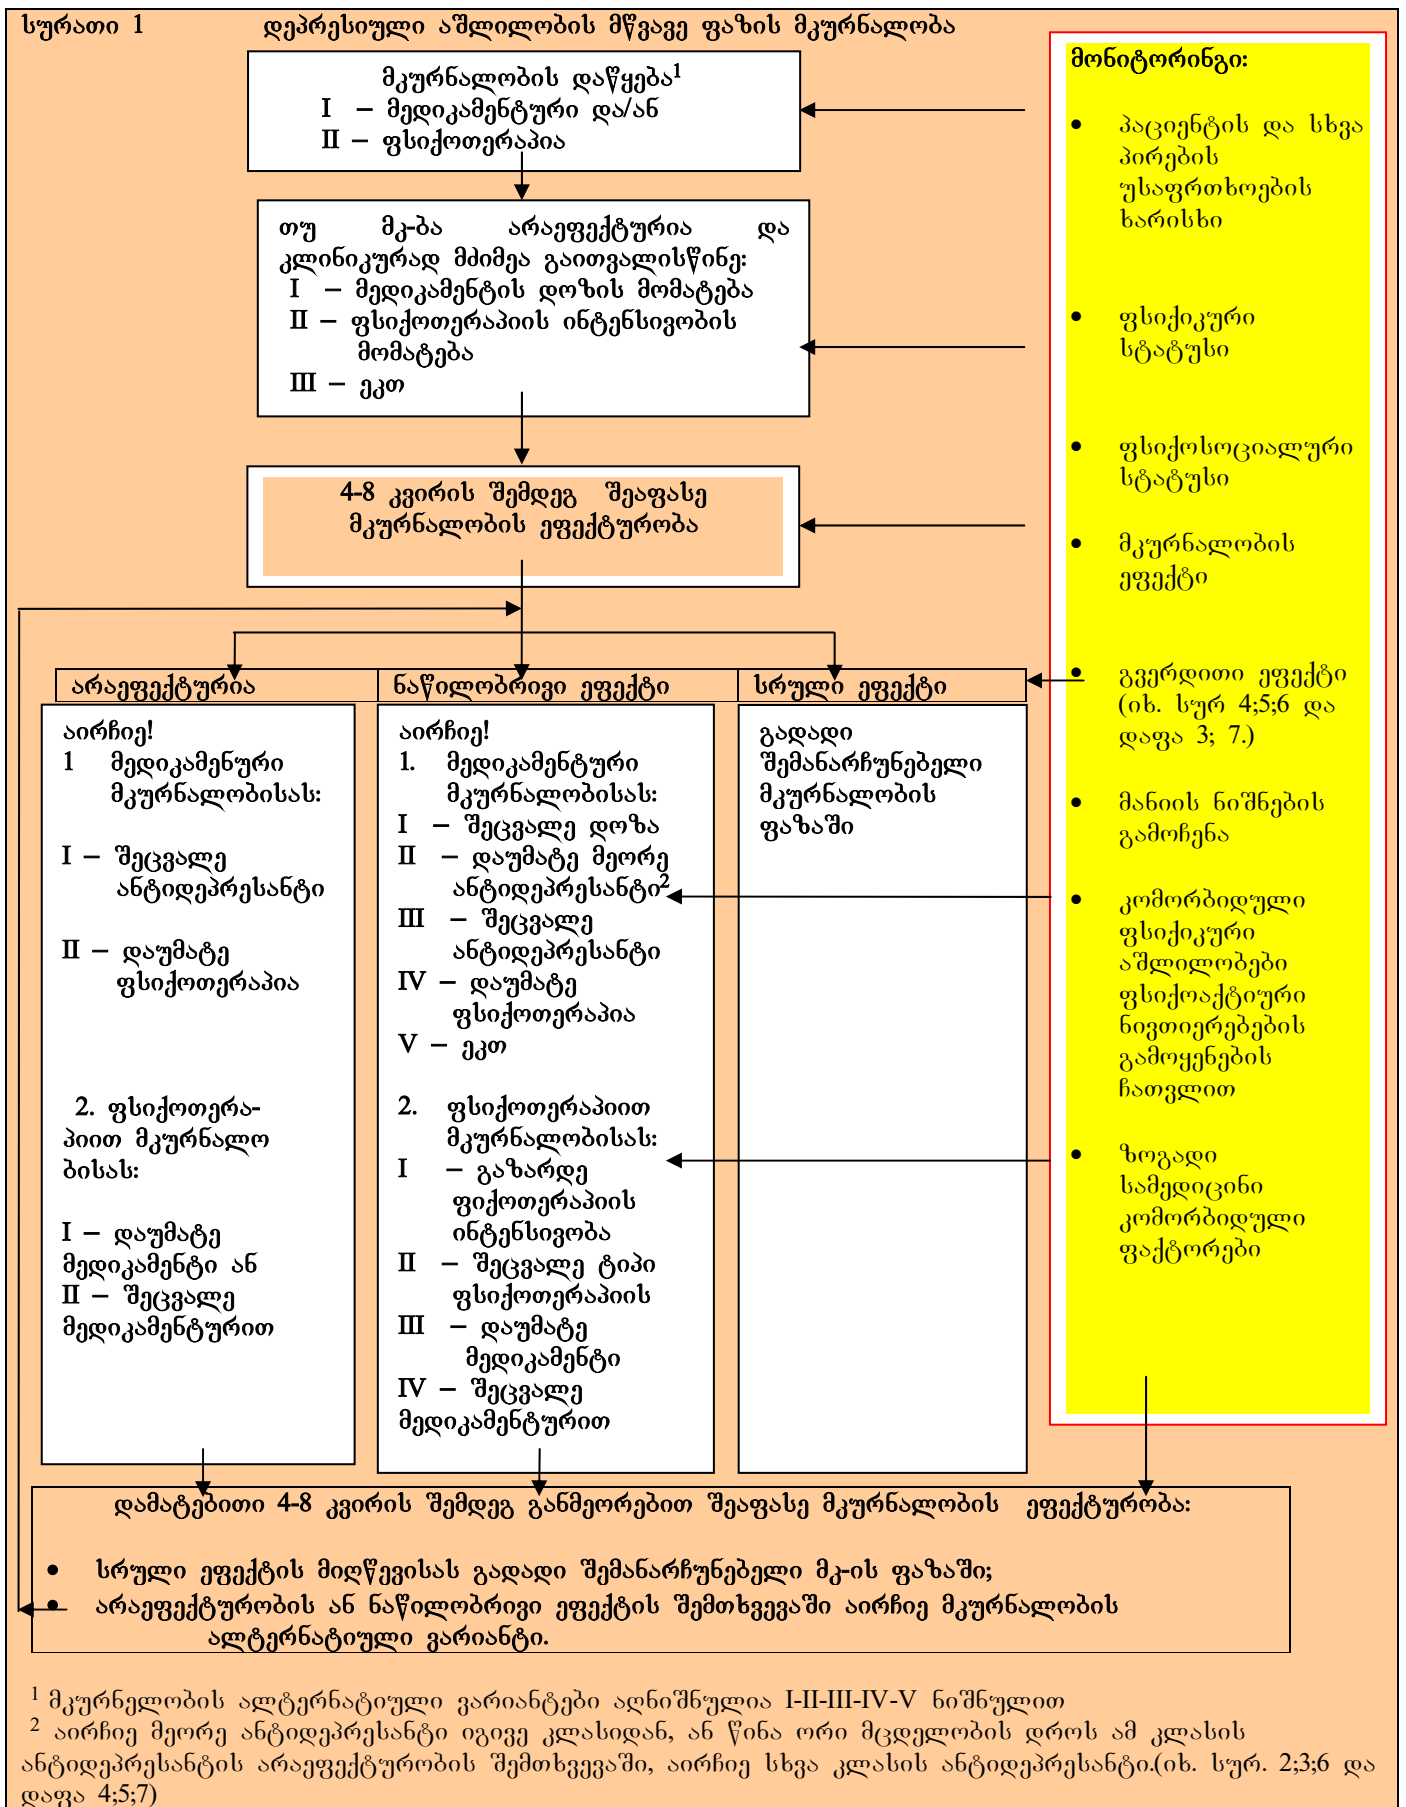 სურათი 1 დეპრესიული აშლილობის მწვავე ფაზის მკურნალობა
მკურნალობის დაწყება1
I – მედიკამენტური და/ან
II – ფსიქოთერაპია
თუ მკ-ბა არაეფექტურია და
კლინიკურად მძიმეა გაითვალისწინე:
I – მედიკამენტის დოზის მომატება
II – ფსიქოთერაპიის ინტენსივობის
მომატება
III – ეკთ
4-8 კვირის შემდეგ შეაფასე
მკურნალობის ეფექტურობა
არაეფექტურია
აირჩიე!
1 მედიკამენური
მკურნალობისას:
I – შეცვალე
ანტიდეპრესანტი
II – დაუმატე
ფსიქოთერაპია
2. ფსიქოთერა-
პიით მკურნალო
ბისას:
I – დაუმატე
მედიკამენტი ან
II – შეცვალე
მედიკამენტურით
ნაწილობრივი ეფექტი
აირჩიე!
1. მედიკამენტური
მკურნალობისას:
I – შეცვალე დოზა
II – დაუმატე მეორე
ანტიდეპრესანტი2
III – შეცვალე
ანტიდეპრესანტი
IV – დაუმატე
ფსიქოთერაპია
V – ეკთ
2. ფსიქოთერაპიით
მკურნალობისას:
I – გაზარდე
ფიქოთერაპიის
ინტენსივობა
II – შეცვალე ტიპი
ფსიქოთერაპიის
III – დაუმატე
მედიკამენტი
IV – შეცვალე
მედიკამენტურით
სრული ეფექტი
გადადი
შემანარჩუნებელი
მკურნალობის
ფაზაში
მონიტორინგი:
• პაციენტის და სხვა
პირების
უსაფრთხოების
ხარისხი
• ფსიქიკური
სტატუსი
• ფსიქოსოციალური
სტატუსი
• მკურნალობის
ეფექტი
• გვერდითი ეფექტი
(იხ. სურ 4;5;6 და
დაფა 3; 7.)
• მანიის ნიშნების
გამოჩენა
• კომორბიდული
ფსიქიკური
აშლილობები
ფსიქოაქტიური
ნივთიერებების
გამოყენების
ჩათვლით
• ზოგადი
სამედიცინი
კომორბიდული
ფაქტორები
დამატებითი 4-8 კვირის შემდეგ განმეორებით შეაფასე მკურნალობის ეფექტურობა:
• სრული ეფექტის მიღწევისას გადადი შემანარჩუნებელი მკ-ის ფაზაში;
• არაეფექტურობის ან ნაწილობრივი ეფექტის შემთხვევაში აირჩიე მკურნალობის
ალტერნატიული ვარიანტი.
1 მკურნელობის ალტერნატიული ვარიანტები აღნიშნულია I-II-III-IV-V ნიშნულით
2 აირჩიე მეორე ანტიდეპრესანტი იგივე კლასიდან, ან წინა ორი მცდელობის დროს ამ კლასის
ანტიდეპრესანტის არაეფექტურობის შემთხვევაში, აირჩიე სხვა კლასის ანტიდეპრესანტი.(იხ. სურ. 2;3;6 და
დაფა 4;5;7)